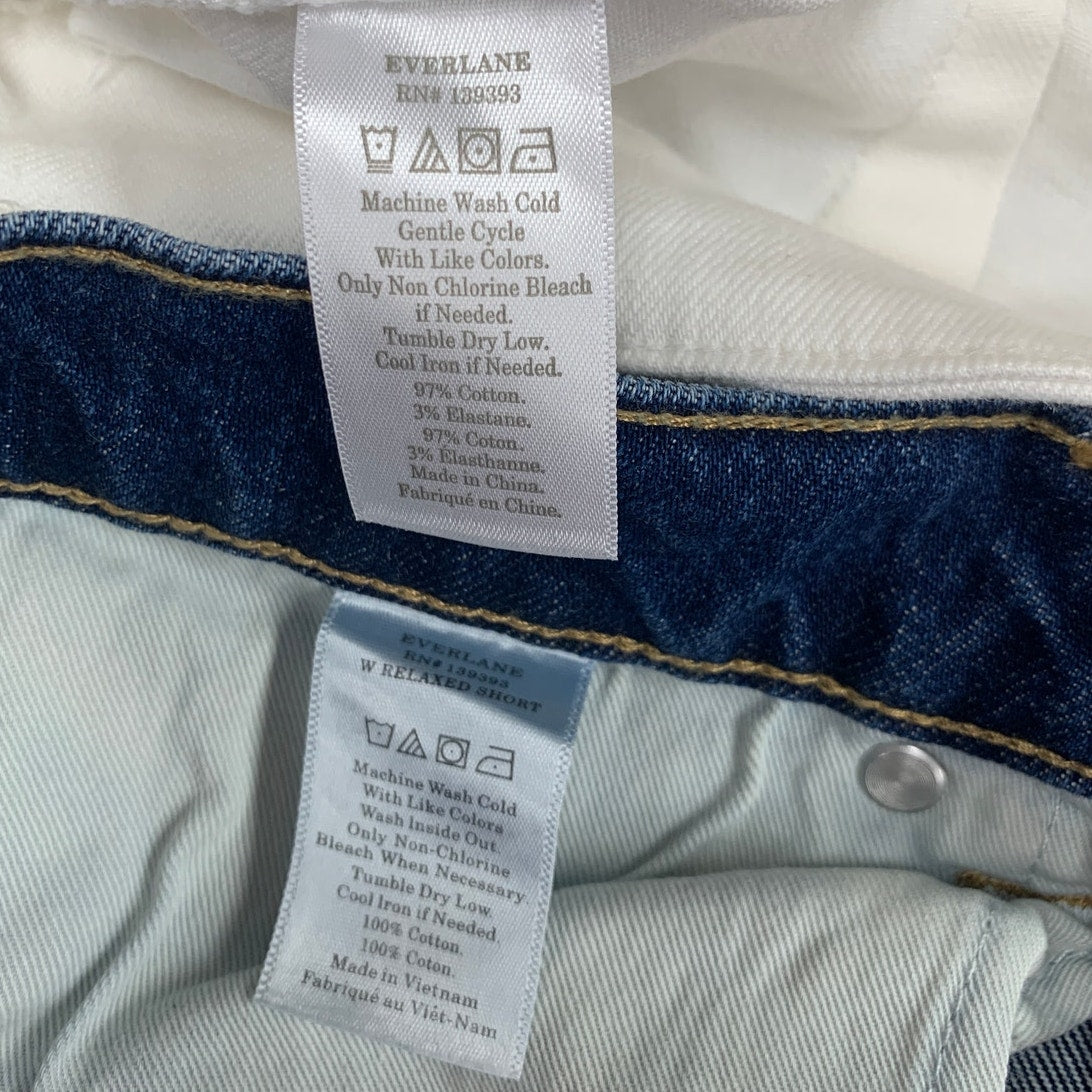 EVERLANE
RN# 139393
Machine Wash Cold
Gentle Cycle
With Like Colors.
Only Non Chlorine Bleach
if Needed.
Tumble Dry Low.
Cool Iron if Needed.
97% Cotton.
3% Elastane.
97% Coton.
3% Elasthanne.
Made in China.
Fabriqué en Chine.
EVERLANE
RN# 139393
W RELAXED SHORT
Machine Wash Cold
With Like Colors
Wash Inside Out
Only Non-Chlorine
Bleach When Necessary
Tumble Dry Low.
Cool Iron if Needed.
100% Cotton.
100% Coton.
Made in Vietnam
Fabriqué au Viêt-Nam